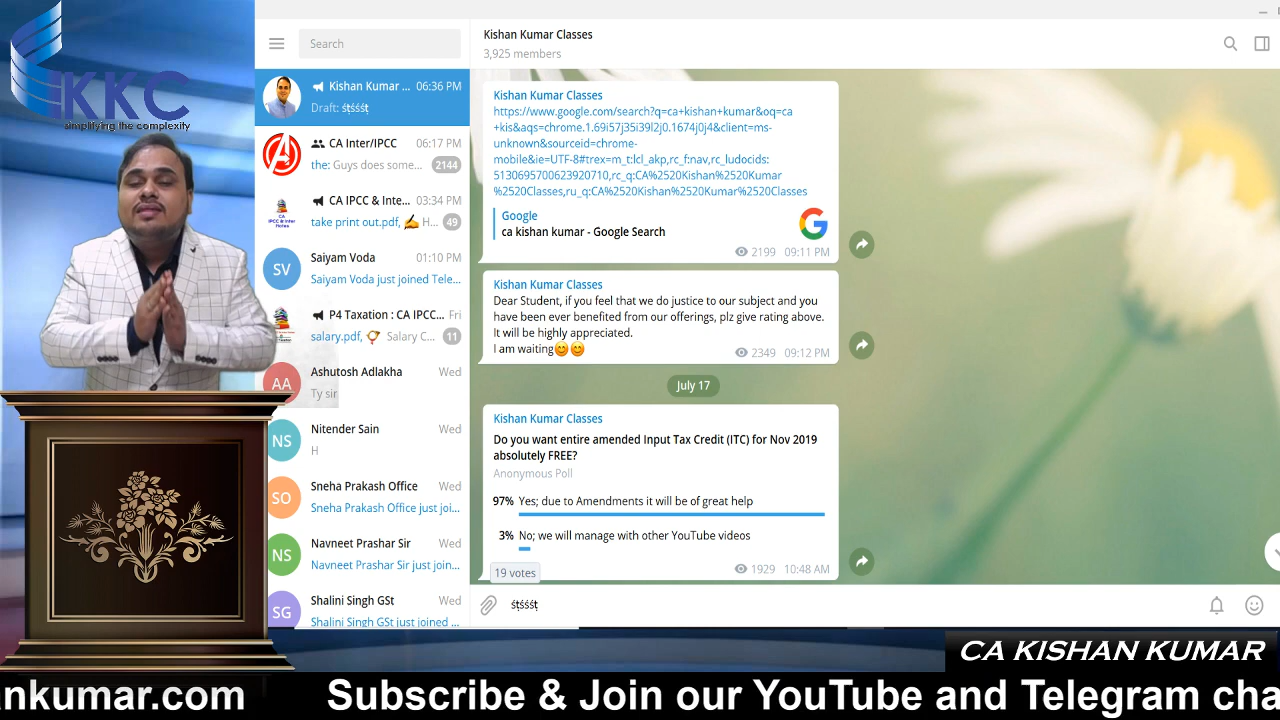 KKC
simplifying the complexity
Search
Kishan Kumar ... 06:36 PM
Draft: śțśśśț
CA Inter/IPCC 06:17 PM
the: Guys does some... 2144
CA IPCC & Inte... 03:34 PM
take print out.pdf, ✍ H... 49
CA
IPCC & Inter
Notes
SV
Saiyam Voda 01:10 PM
Saiyam Voda just joined Tele...
P4 Taxation : CA IPCC... Fri
salary.pdf, Salary C... 11
AA
Ashutosh Adlakha Wed
Ty sir
NS
Nitender Sain Wed
H
SO
Sneha Prakash Office Wed
Sneha Prakash Office just joi...
NS
Navneet Prashar Sir Wed
Navneet Prashar Sir just join...
SG
Shalini Singh GSt Wed
Shalini Singh GSt just joined ...
Kishan Kumar Classes
3,925 members
Kishan Kumar Classes
https://www.google.com/search?q=ca+kishan+kumar&oq=ca
+kis&aqs=chrome.1.69i57j35i39l2j0.1674j0j4&client=ms-
unknown&sourceid=chrome-
mobile&ie=UTF-8#trex=m_t:lcl_akp,rc_f:nav,rc_ludocids:
5130695700623920710,rc_q:CA%2520Kishan%2520Kumar
%2520Classes,ru_q:CA%2520Kishan%2520Kumar%2520Classes
Google
ca kishan kumar - Google Search
2199 09:11 PM
Kishan Kumar Classes
Dear Student, if you feel that we do justice to our subject and you
have been ever benefited from our offerings, plz give rating above.
It will be highly appreciated.
I am waiting😊😊
2349 09:12 PM
July 17
Kishan Kumar Classes
Do you want entire amended Input Tax Credit (ITC) for Nov 2019
absolutely FREE?
Anonymous Poll
97% Yes; due to Amendments it will be of great help
3% No; we will manage with other YouTube videos
19 votes
1929 10:48 AM
śțśśśț
CA KISHAN KUMAR
ankumar.com Subscribe & Join our YouTube and Telegram cha